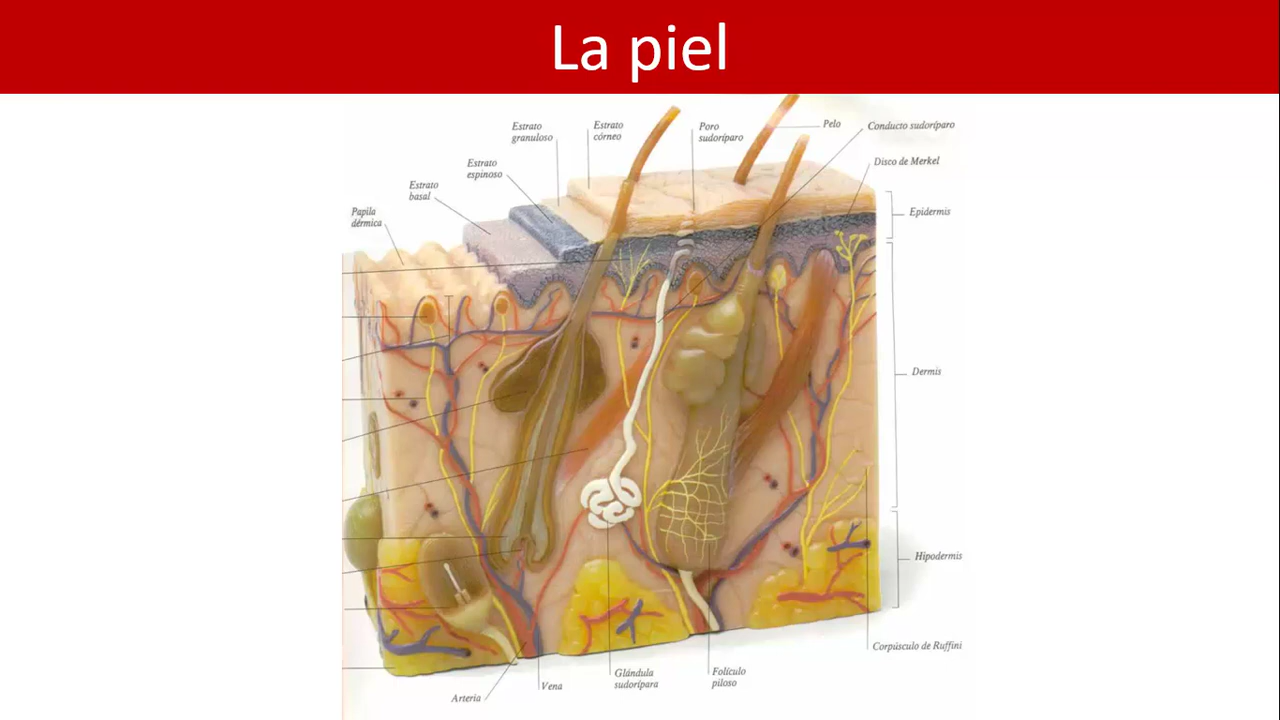 La piel
Estrato
granuloso
Estrato
córneo
Poro
sudoríparo
Pelo
Conducto sudoríparo
Estrato
espinoso
Disco de Merkel
Estrato
basal
Papila
dérmica
Epidermis
Dermis
Hipodermis
Corpúsculo de Ruffini
Glándula
sudorípara
Folículo
piloso
Vena
Arteria